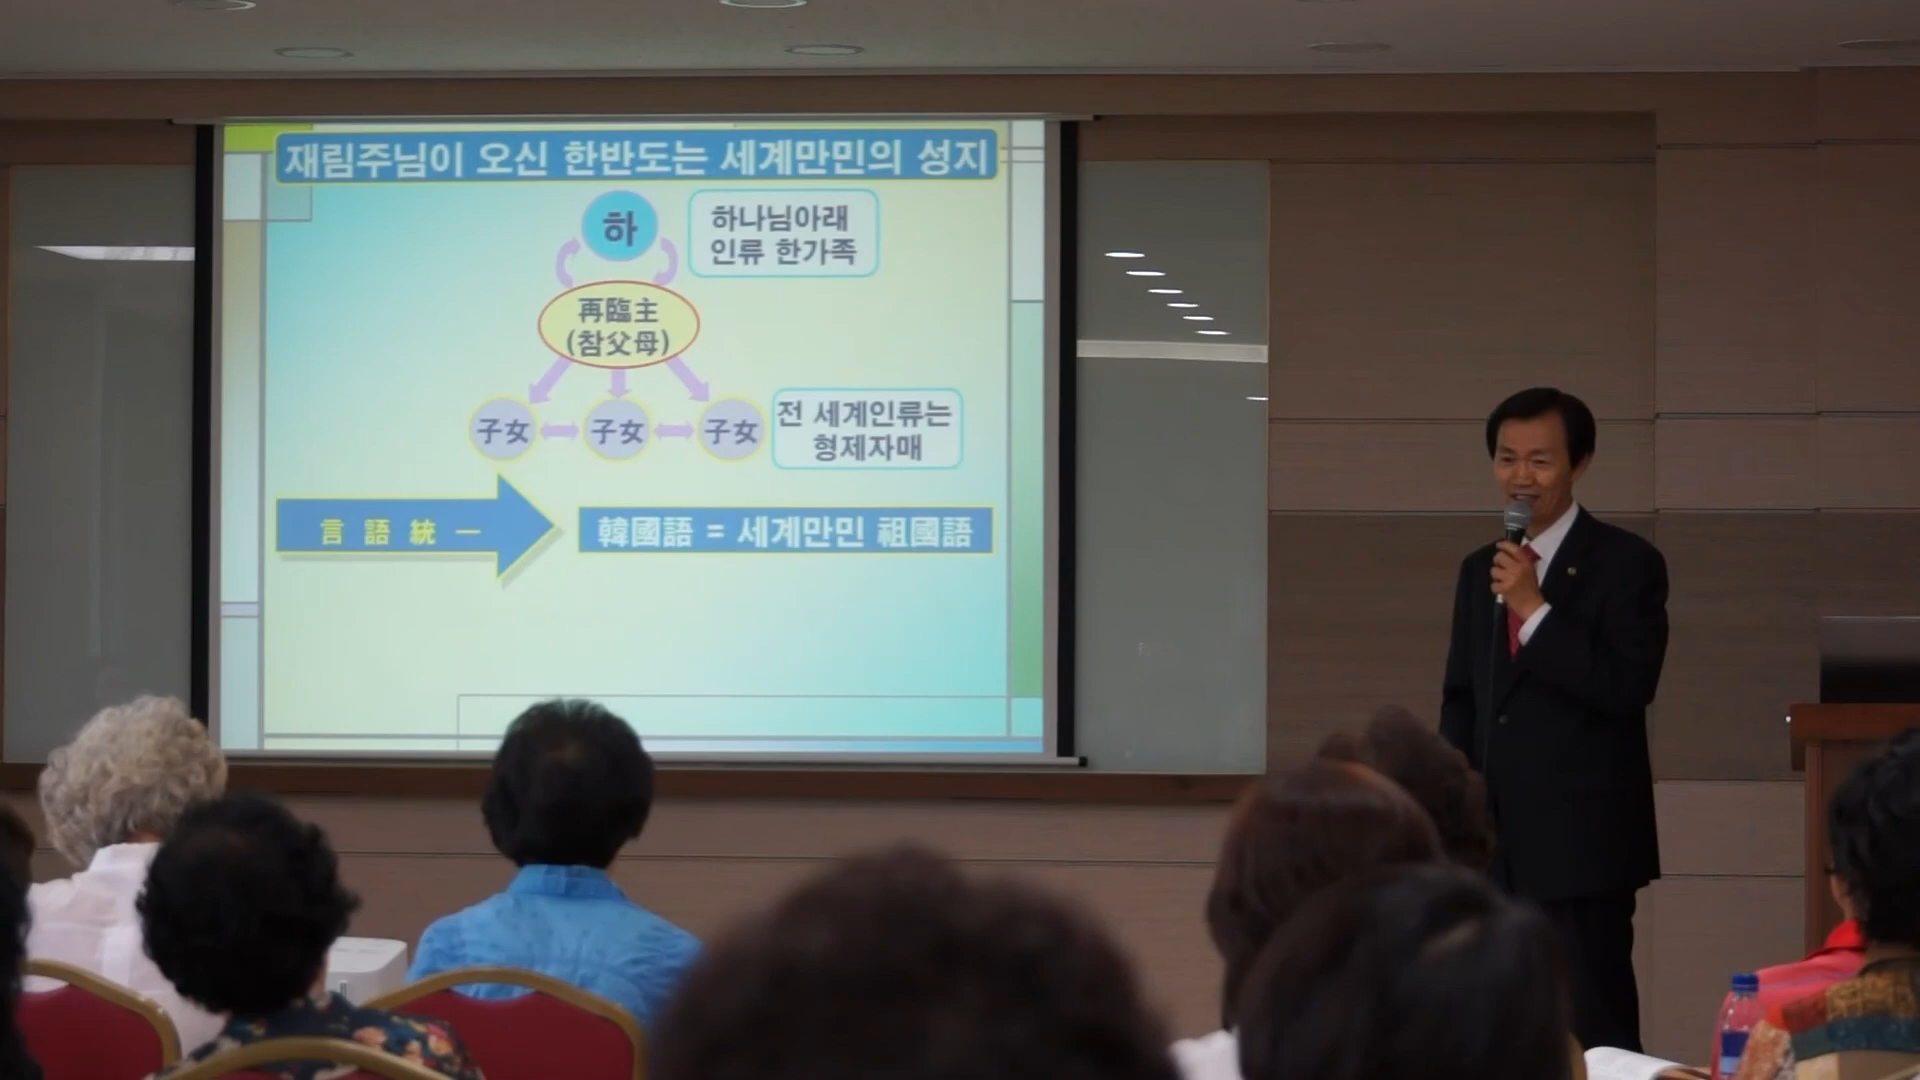 재림주님이 오신 한반도는 세계만민의 성지
하
하나님아래
인류 한가족
再臨主
(참父母)
子女
子女
子女
전 세계인류는
형제자매
言語統一
韓國語 = 세계만민 祖國語